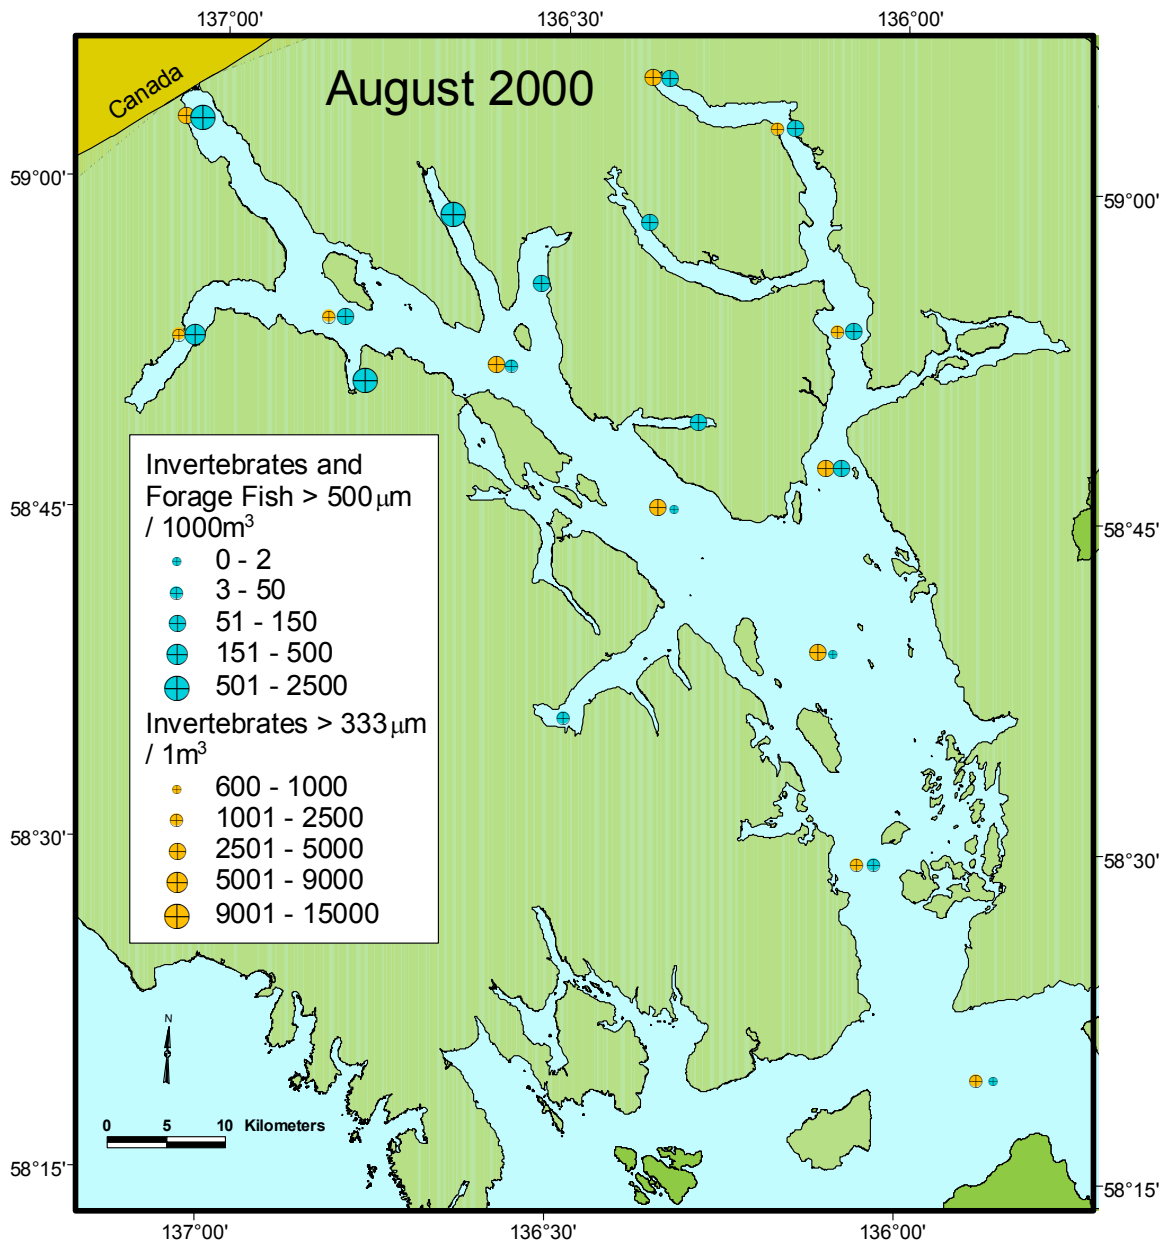 137°00' 136°30' 136°00'
Canada
August 2000
59°00'
59°00'
Invertebrates and
Forage Fish > 500 µm
/ 1000m³
0 - 2
3 - 50
51 - 150
151 - 500
501 - 2500
Invertebrates > 333 µm
/ 1m³
600 - 1000
1001 - 2500
2501 - 5000
5001 - 9000
9001 - 15000
58°45'
58°45'
58°30'
58°30'
N
0 5 10 Kilometers
58°15'
58°15'
137°00' 136°30' 136°00'